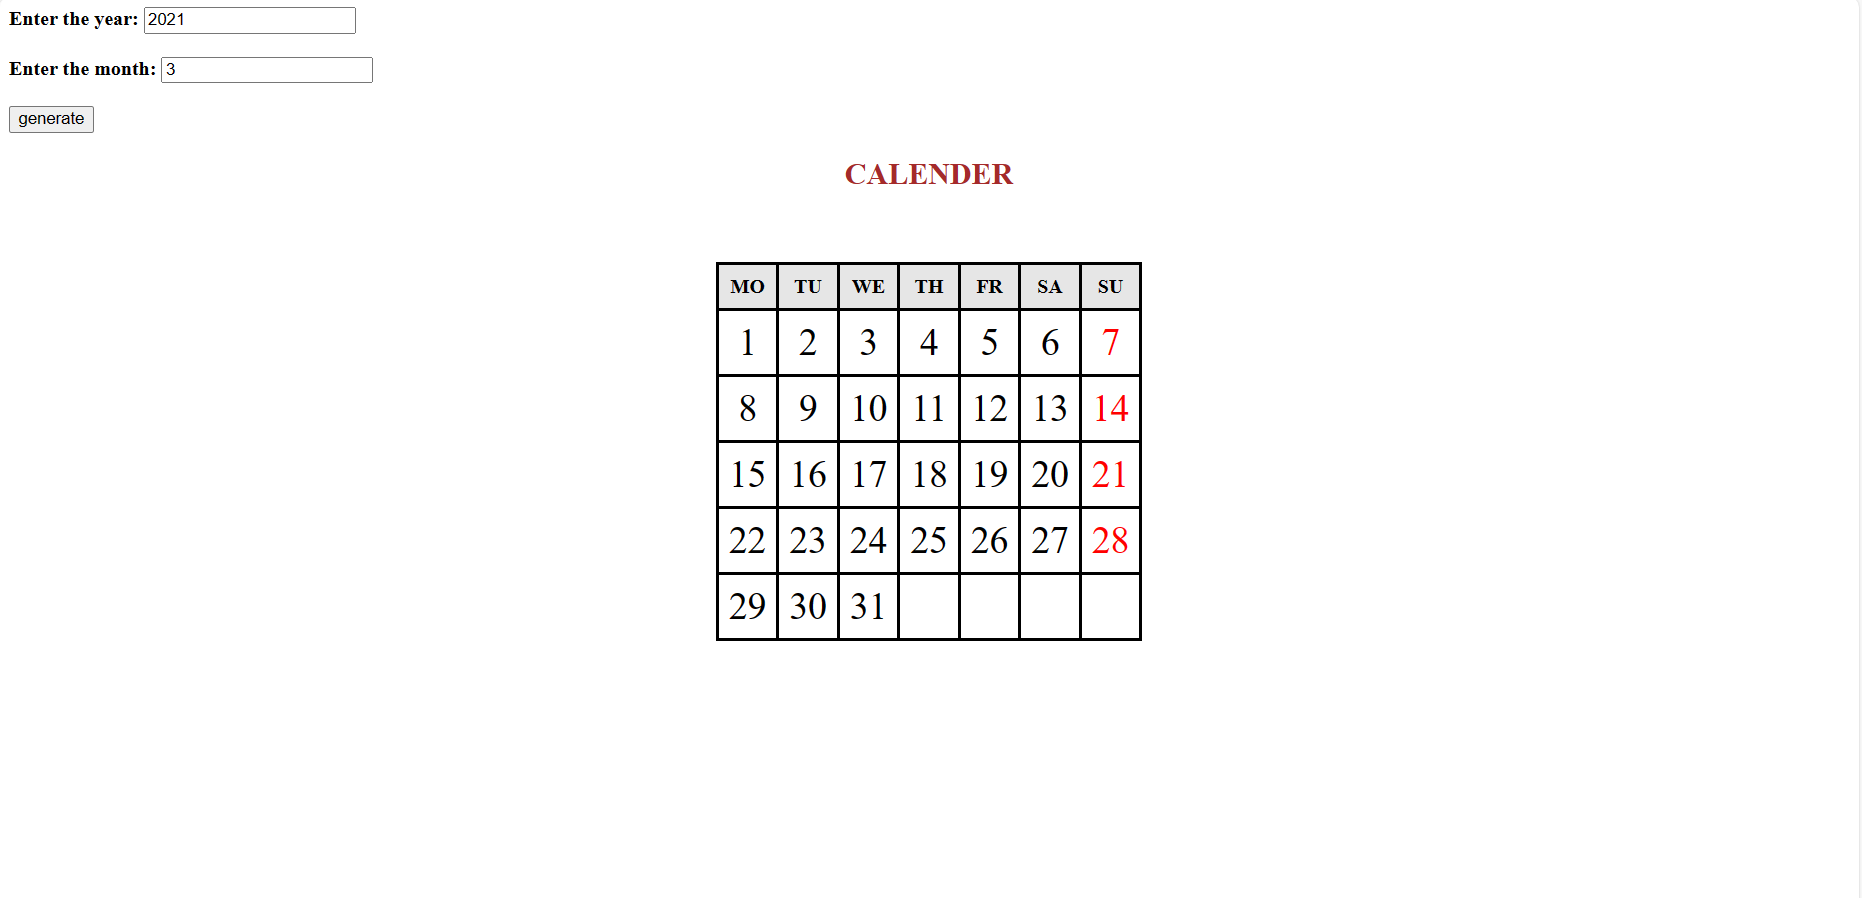 Enter the year: 2021
Enter the month: 3
generate
CALENDER
MO TU WE TH FR SA SU
1 2 3 4 5 6 7
8 9 10 11 12 13 14
15 16 17 18 19 20 21
22 23 24 25 26 27 28
29 30 31